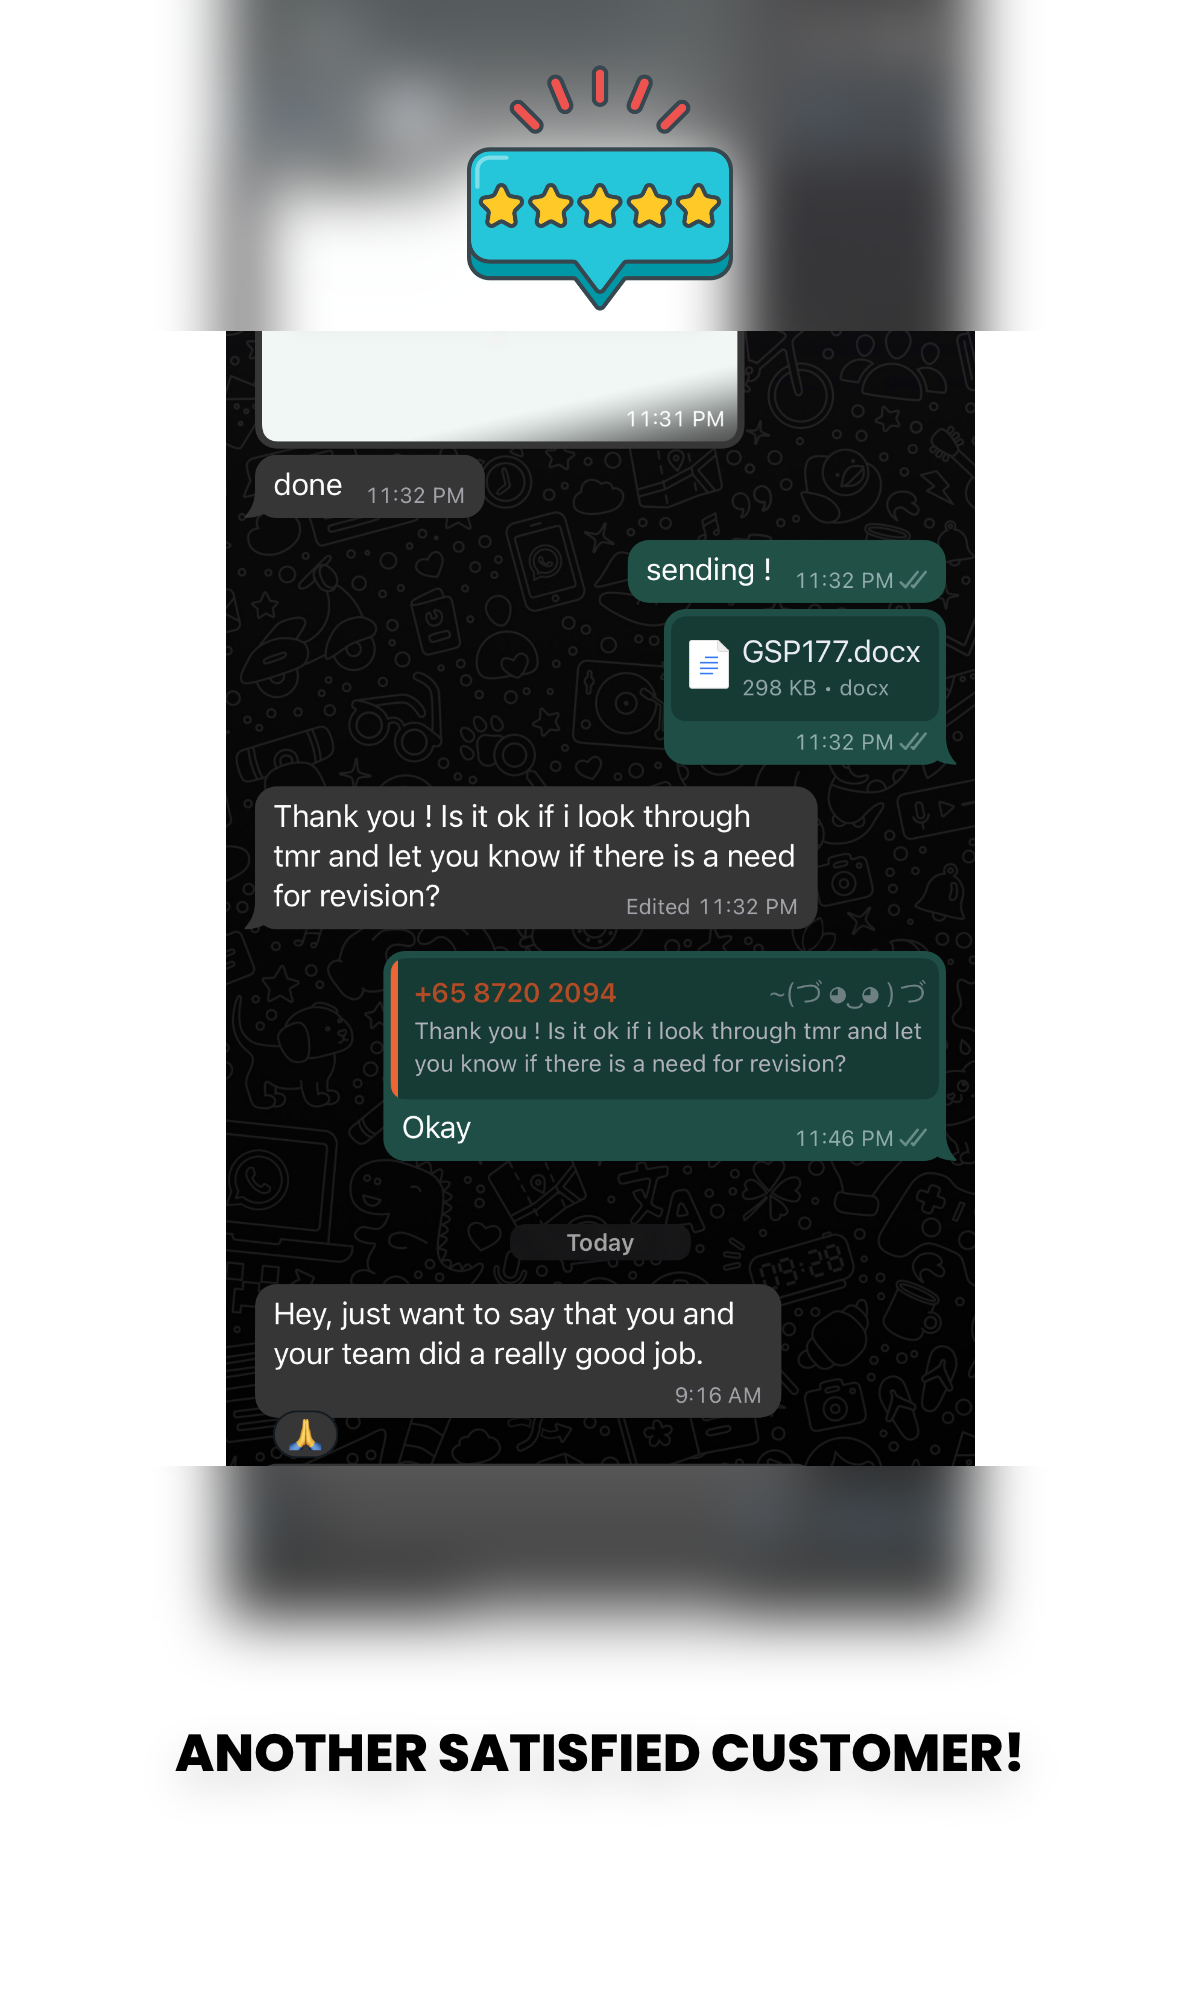 11:31 PM
done 11:32 PM
sending ! 11:32 PM
GSP177.docx
298 KB • docx
11:32 PM
Thank you ! Is it ok if i look through
tmr and let you know if there is a need
for revision?
Edited 11:32 PM
+65 8720 2094 ~(づ◕‿◕)づ
Thank you ! Is it ok if i look through tmr and let
you know if there is a need for revision?
Okay 11:46 PM
Today
Hey, just want to say that you and
your team did a really good job.
9:16 AM
🙏
ANOTHER SATISFIED CUSTOMER!